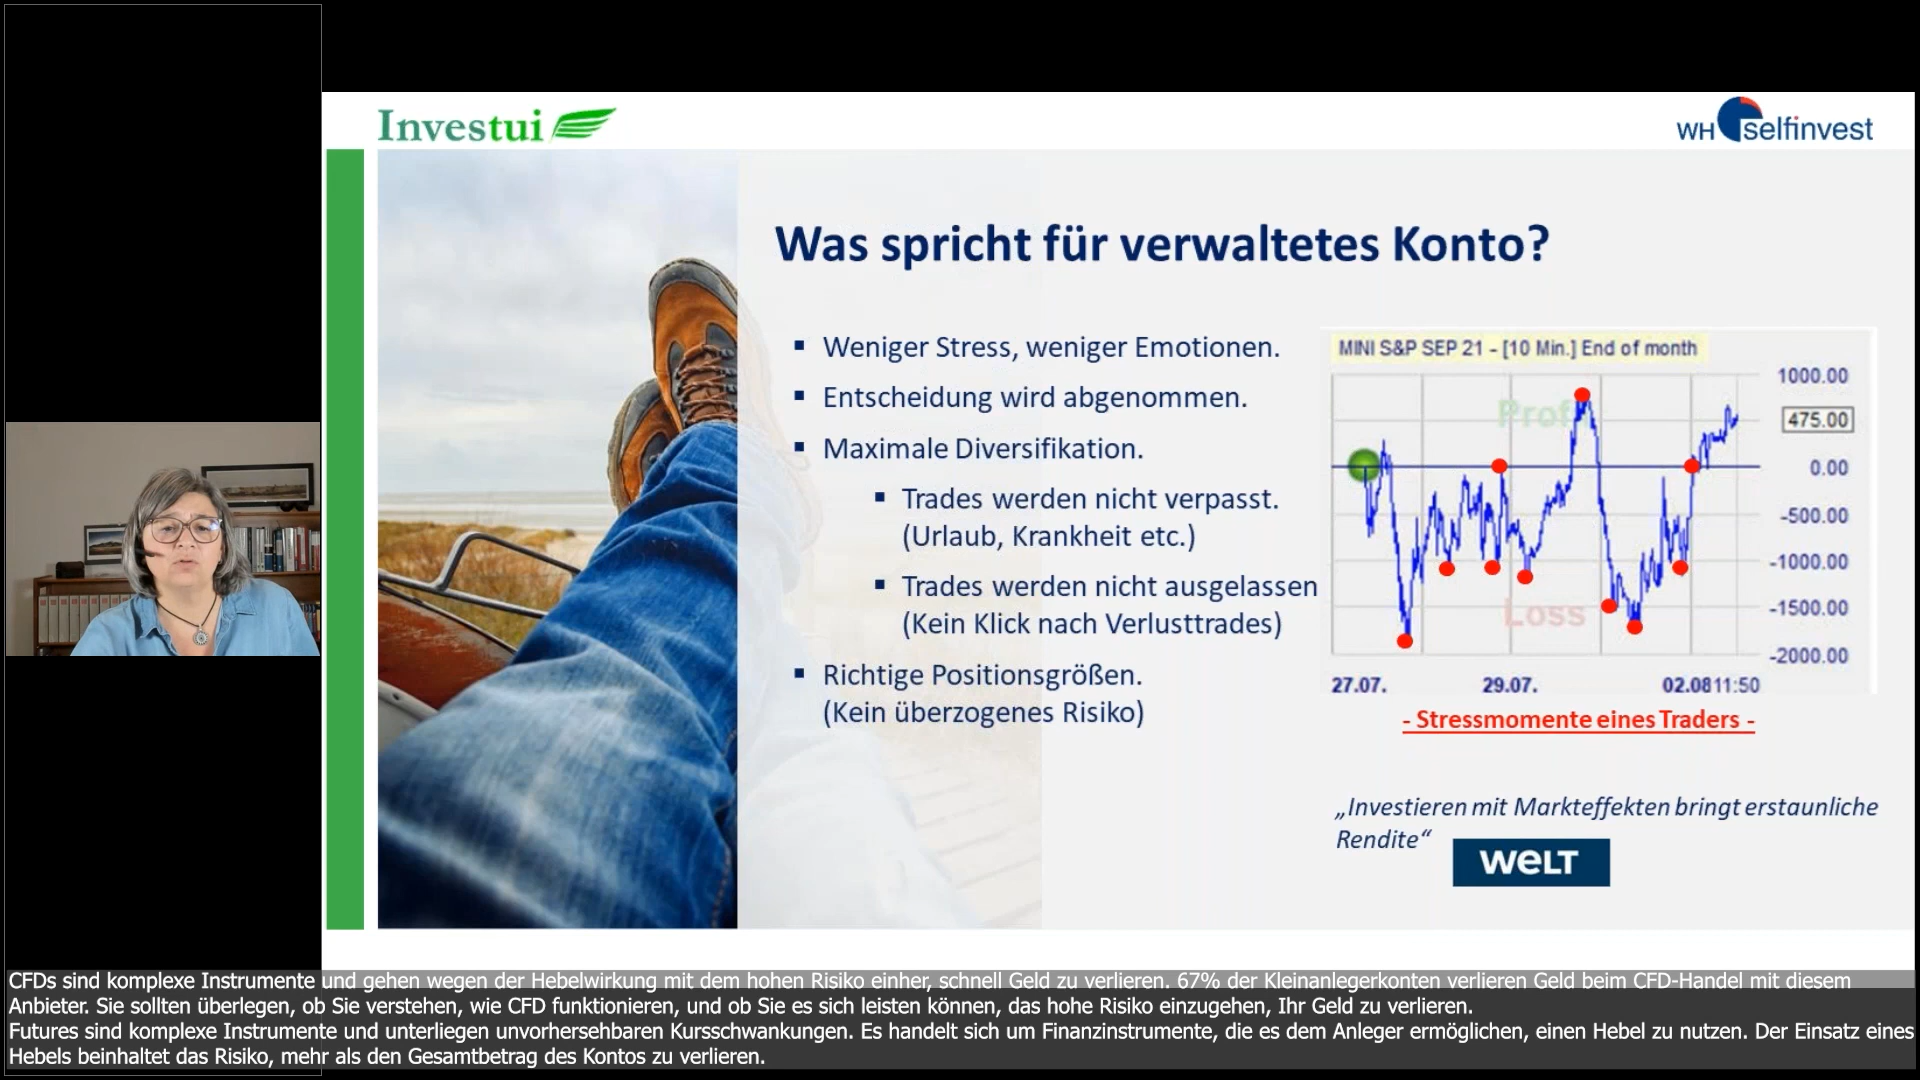 Investui
WH selfinvest
Was spricht für verwaltetes Konto?
▪ Weniger Stress, weniger Emotionen.
▪ Entscheidung wird abgenommen.
▪ Maximale Diversifikation.
▪ Trades werden nicht verpasst.
(Urlaub, Krankheit etc.)
▪ Trades werden nicht ausgelassen
(Kein Klick nach Verlusttrades)
▪ Richtige Positionsgrößen.
(Kein überzogenes Risiko)
MINI S&P SEP 21 - [10 Min.] End of month
1000.00
475.00
0.00
-500.00
-1000.00
-1500.00
-2000.00
Prof
Loss
27.07.
29.07.
02.08
11:50
- Stressmomente eines Traders -
„Investieren mit Markteffekten bringt erstaunliche
Rendite“
WELT
CFDs sind komplexe Instrumente und gehen wegen der Hebelwirkung mit dem hohen Risiko einher, schnell Geld zu verlieren. 67% der Kleinanlegerkonten verlieren Geld beim CFD-Handel mit diesem
Anbieter. Sie sollten überlegen, ob Sie verstehen, wie CFD funktionieren, und ob Sie es sich leisten können, das hohe Risiko einzugehen, Ihr Geld zu verlieren.
Futures sind komplexe Instrumente und unterliegen unvorhersehbaren Kursschwankungen. Es handelt sich um Finanzinstrumente, die es dem Anleger ermöglichen, einen Hebel zu nutzen. Der Einsatz eines
Hebels beinhaltet das Risiko, mehr als den Gesamtbetrag des Kontos zu verlieren.